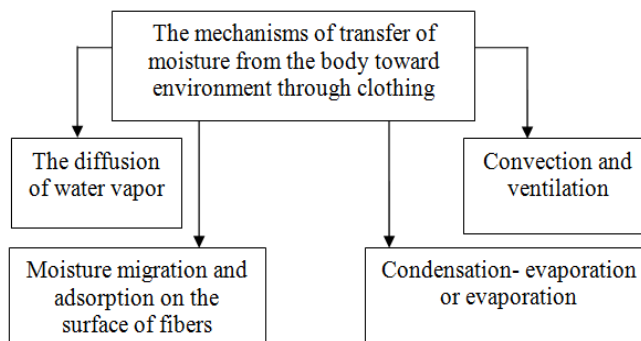 The mechanisms of transfer of
moisture from the body toward
environment through clothing
The diffusion
of water vapor
Convection and
ventilation
Moisture migration and
adsorption on the
surface of fibers
Condensation- evaporation
or evaporation